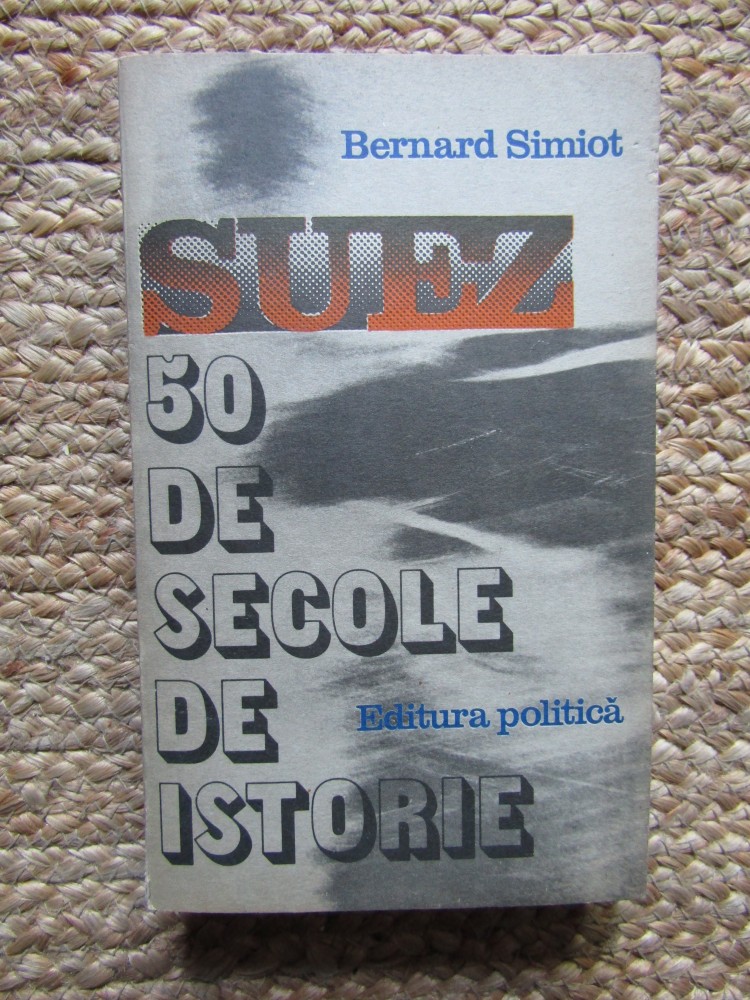 Bernard Simiot
SUEZ
50
DE
SECOLE
DE
Editura politică
ISTORIE